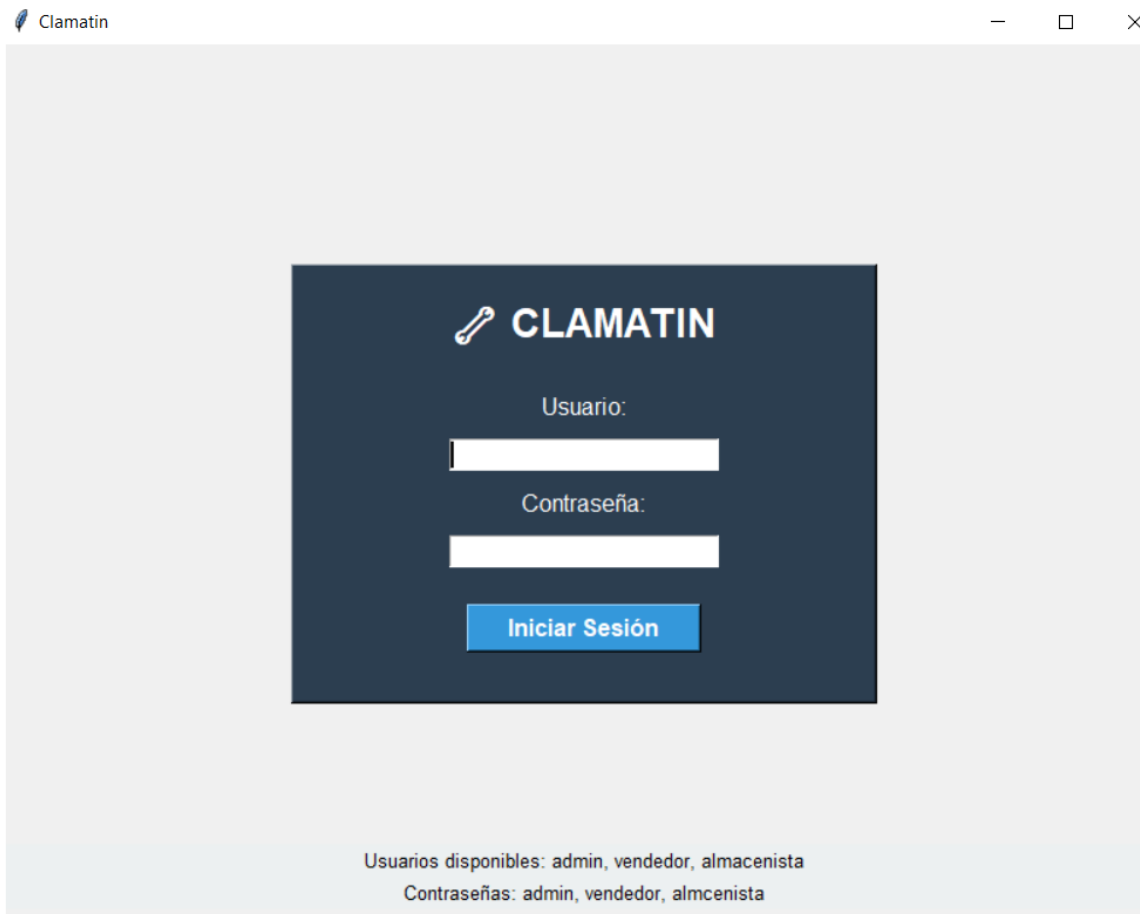 Clamatin
CLAMATIN
Usuario:
Contraseña:
Iniciar Sesión
Usuarios disponibles: admin, vendedor, almacenista
Contraseñas: admin, vendedor, almcenista